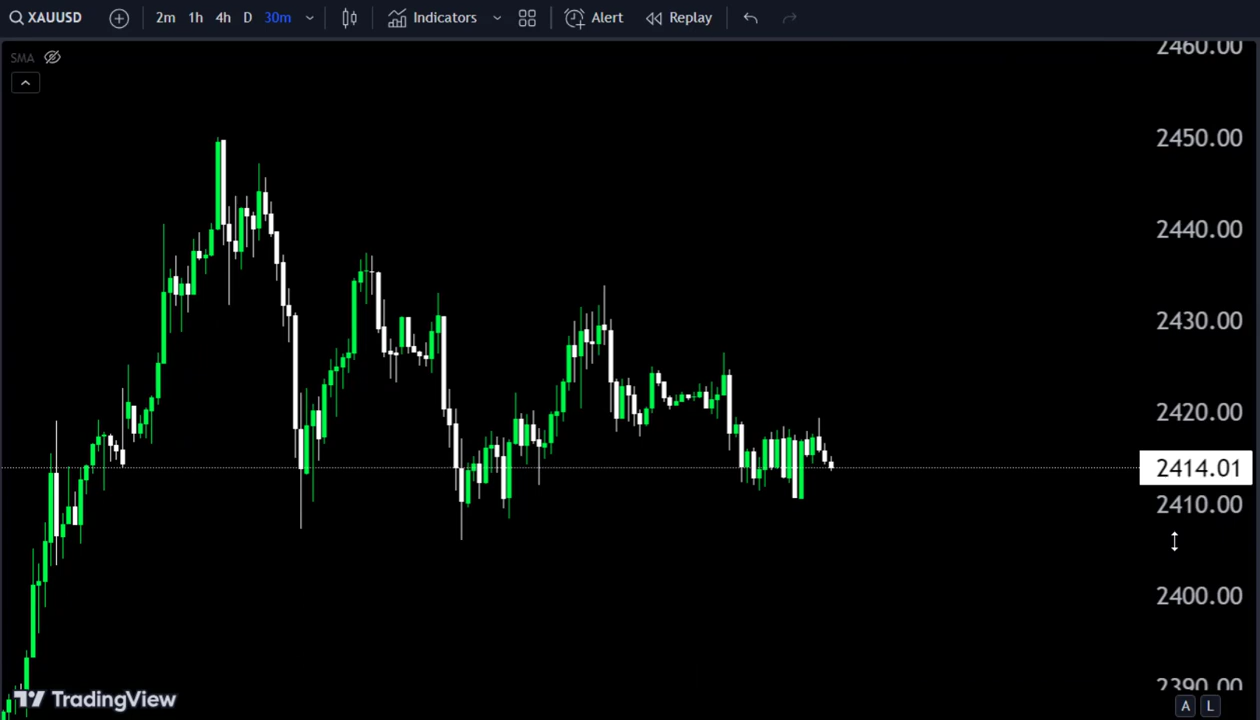 XAUUSD 2m 1h 4h D 30m Indicators Alert Replay
SMA
2460.00
2450.00
2440.00
2430.00
2420.00
2414.01
2410.00
2400.00
2390.00
TradingView
A L